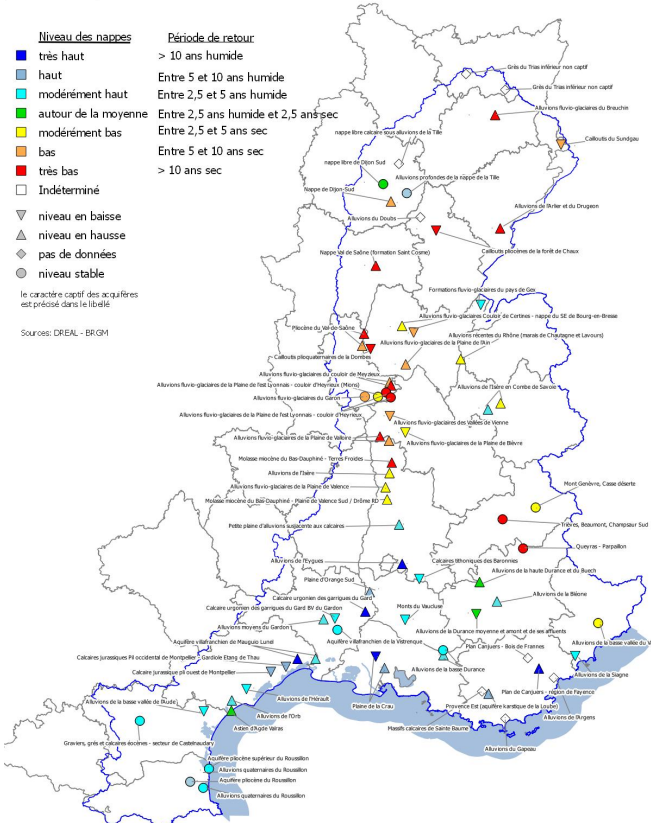 Niveau des nappes
Période de retour
très haut
> 10 ans humide
haut
Entre 5 et 10 ans humide
modérément haut
Entre 2,5 et 5 ans humide
autour de la moyenne
Entre 2,5 ans humide et 2,5 ans sec
modérément bas
Entre 2,5 et 5 ans sec
bas
Entre 5 et 10 ans sec
très bas
> 10 ans sec
Indéterminé
niveau en baisse
niveau en hausse
pas de données
niveau stable
le caractére captif des acquifères
est précisé dans le libellé
Sources: DREAL - BRGM
Grès du Trias inférieur non captif
Grès du Trias inférieur non captif
Alluvions fluvio-glaciaires du Breuchin
nappe libre calcaire sous alluvions de la Tille
Cailloutis du Sundgau
nappe libre de Dijon Sud
Alluvions profondes de la nappe de la Tille
Nappe de Dijon-Sud
Alluvions du Doubs
Alluvions de l'Arlier et du Drugeon
Cailloutis pliocènes de la forêt de Chaux
Nappe Val de Saône (formation Saint Cosme)
Formations fluvio-glaciaires du pays de Gex
Alluvions fluvio-glaciaires Couloir de Certines - nappe du SE de Bourg-en-Bresse
Pliocène du Val de Saône
Alluvions récentes du Rhône (marais de Chautagne et Lavours)
Alluvions fluvio-glaciaires de la Plaine de l'Ain
Cailloutis plioquaternaires de la Dombes
Alluvions fluvio-glaciaires du couloir de Meyzieux
Alluvions fluvio-glaciaires de la Plaine de l'est Lyonnais - couloir d'Heyrieux (Mions)
Alluvions de l'Isère en Combe de Savoie
Alluvions fluvio-glaciaires du Garon
Alluvions fluvio-glaciaires de la Plaine de l'est Lyonnais - couloir d'Heyrieux
Alluvions fluvio-glaciaires des Vallées de Vienne
Alluvions fluvio-glaciaires de la Plaine de Valloire
Alluvions fluvio-glaciaires de la Plaine de Bièvre
Molasse miocène du Bas-Dauphiné - Terres Froides
Alluvions de l'Isère
Alluvions fluvio-glaciaires de la Plaine de Valence
Molasse miocène du Bas-Dauphiné - Plaine de Valence Sud / Drôme RD
Mont Genèvre, Casse déserte
Petite plaine d'alluvions surjacente aux calcaires
Trièves, Beaumont, Champsaur Sud
Queyras - Parpaillon
Alluvions de l'Eygues
Calcaires tithoniques des Baronnies
Plaine d'Orange Sud
Alluvions de la haute Durance et du Buech
Calcaire urgonien des garrigues du Gard
Alluvions de la Bléone
Calcaire urgonien des garrigues du Gard BV du Gardon
Monts du Vaucluse
Alluvions moyens du Gardon
Alluvions de la Durance moyenne et amont et de ses affluents
Aquifère villafranchien de Mauguio Lunel
Aquifère villafranchien de la Vistrenque
Alluvions de la basse vallée du V
Plan Canjuers - Bois de Frannes
Calcaires jurassiques Pli occidental de Montpellier - Gardiole Etang de Thau
Calcaire jurassique pli ouest de Montpellier
Alluvions de la basse Durance
Alluvions de la Siagne
Plan de Canjuers - région de Fayence
Alluvions de la basse vallée de l'Aude
Alluvions de l'Hérault
Plaine de la Crau
Provence Est (aquifère karstique de la Loube)
Alluvions de l'Orb
Alluvions de l'Argens
Astien d'Agde Valras
Massifs calcaires de Sainte Baume
Graviers, grés et calcaires éocènes - secteur de Castelnaudary
Alluvions du Gapeau
Aquifère pliocène supérieur du Roussillon
Alluvions quaternaires du Roussillon
Aquifère pliocène du Roussillon
Alluvions quaternaires du Roussillon